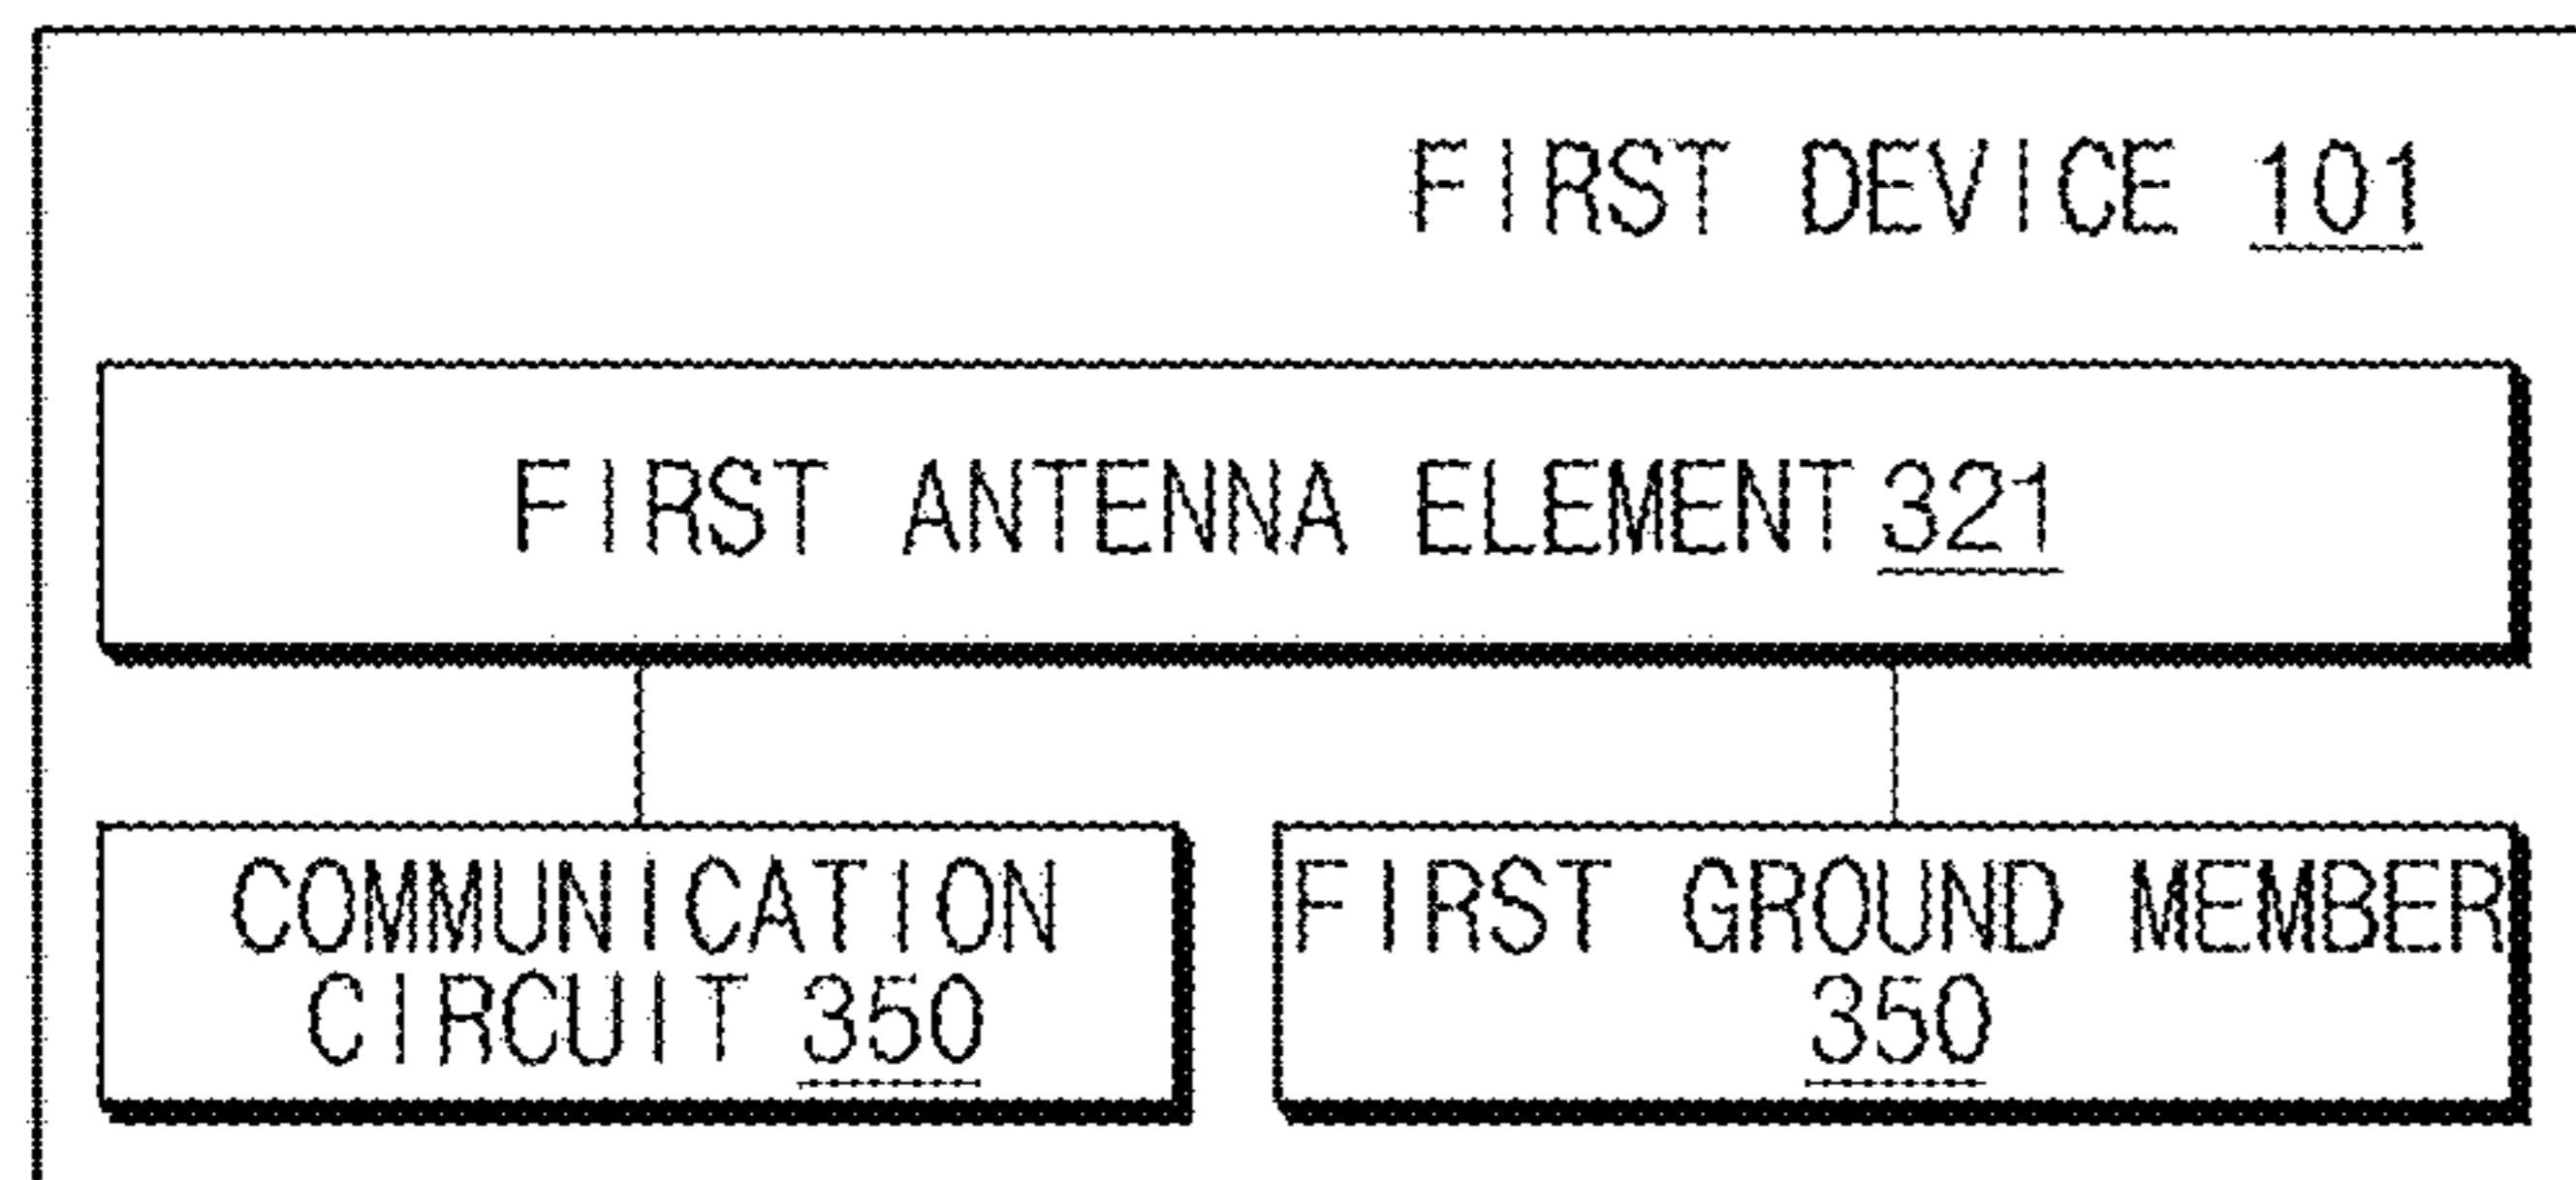 FIRST DEVICE 101
FIRST ANTENNA ELEMENT 321
COMMUNICATION
CIRCUIT 350
FIRST GROUND MEMBER
350